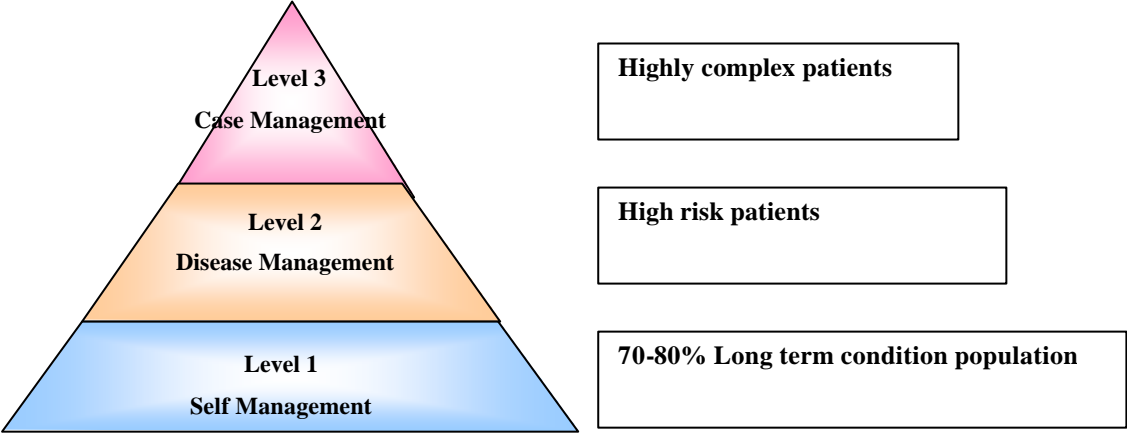 Level 3
Case Management
Highly complex patients
Level 2
Disease Management
High risk patients
Level 1
Self Management
70-80% Long term condition population